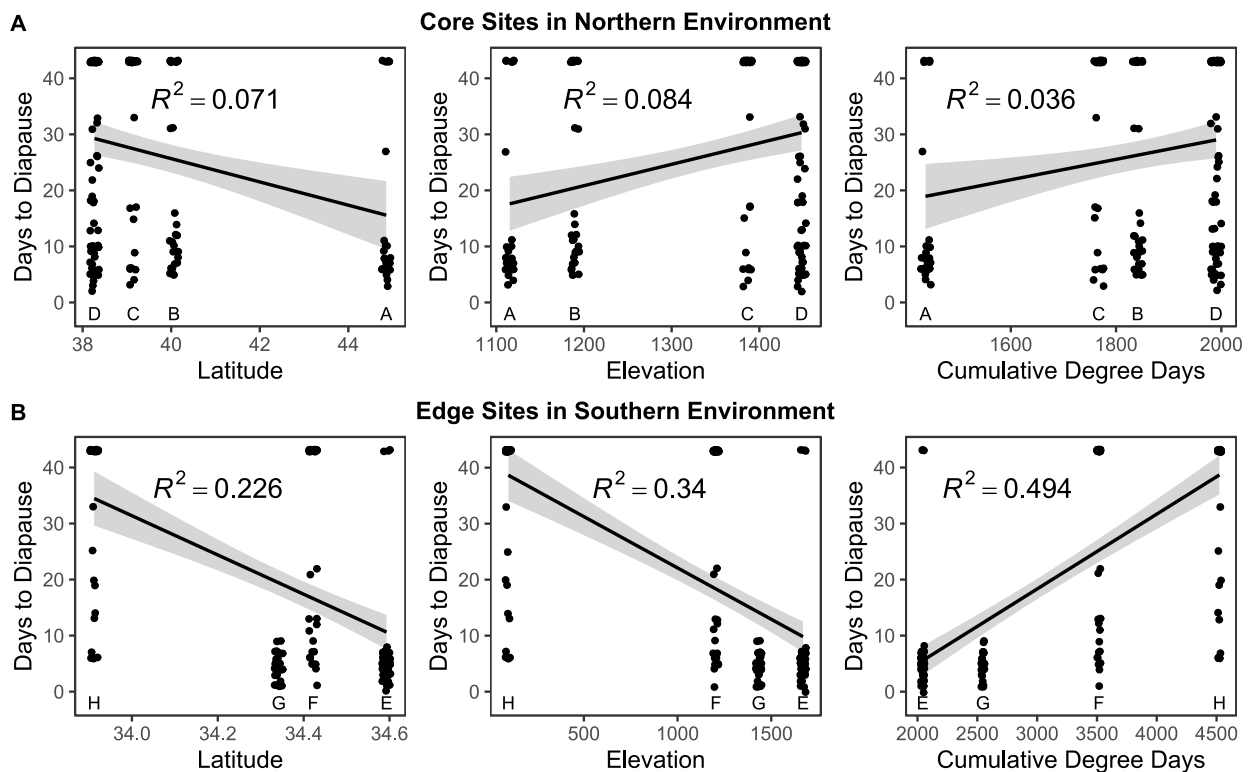 A
Core Sites in Northern Environment
Days to Diapause
0
10
20
30
40
R² = 0.071
D C B A
38 40 42 44
Latitude
Days to Diapause
0
10
20
30
40
R² = 0.084
A B C D
1100 1200 1300 1400
Elevation
Days to Diapause
0
10
20
30
40
R² = 0.036
A C B D
1600 1800 2000
Cumulative Degree Days
B
Edge Sites in Southern Environment
Days to Diapause
0
10
20
30
40
R² = 0.226
H G F E
34.0 34.2 34.4 34.6
Latitude
Days to Diapause
0
10
20
30
40
R² = 0.34
H F G E
500 1000 1500
Elevation
Days to Diapause
0
10
20
30
40
R² = 0.494
E G F H
2000 2500 3000 3500 4000 4500
Cumulative Degree Days